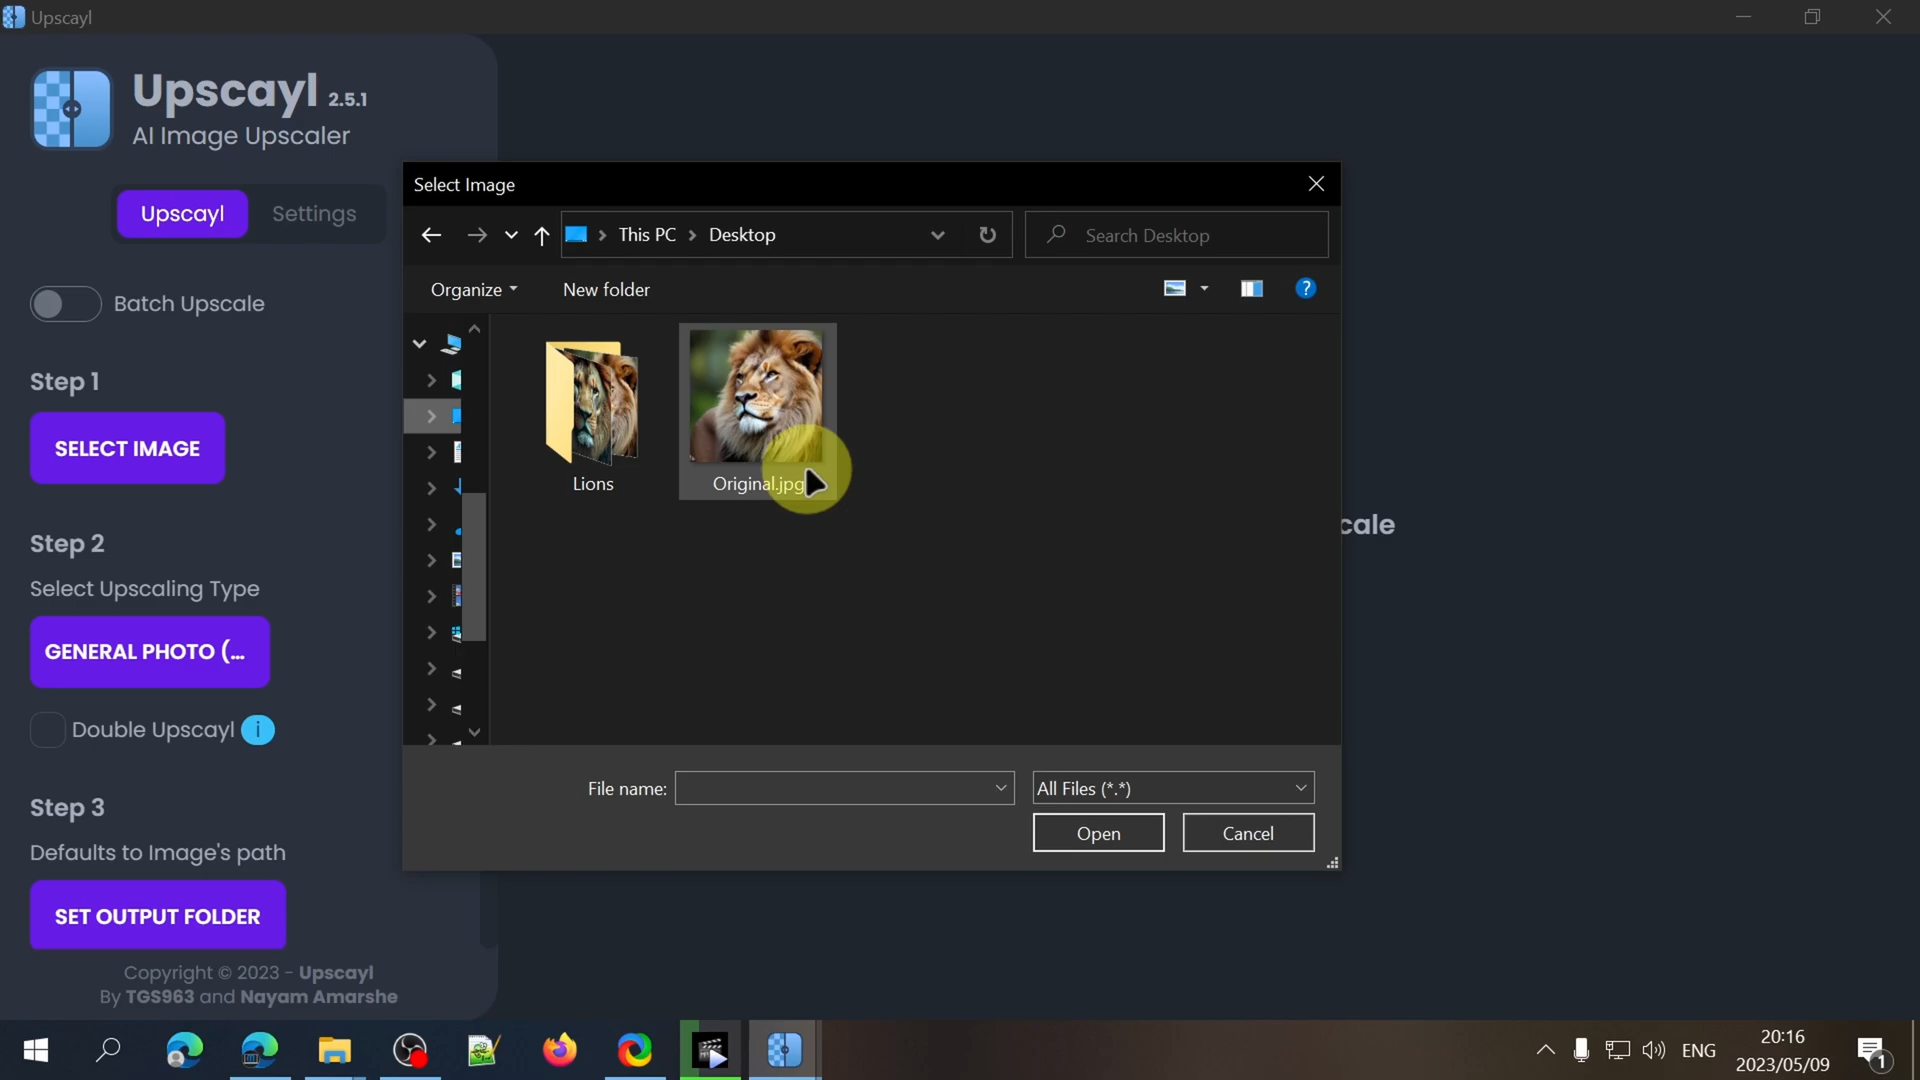 Upscayl
Upscayl 2.5.1
AI Image Upscaler
Upscayl Settings
Batch Upscale
Step 1
SELECT IMAGE
Step 2
Select Upscaling Type
GENERAL PHOTO (...
Double Upscayl i
Step 3
Defaults to Image's path
SET OUTPUT FOLDER
Copyright © 2023 - Upscayl
By TGS963 and Nayam Amarshe
Select Image
This PC > Desktop
Search Desktop
Organize
New folder
?
Lions
Original.jpg
cale
File name:
All Files (*.*)
Open
Cancel
ENG
20:16
2023/05/09
1